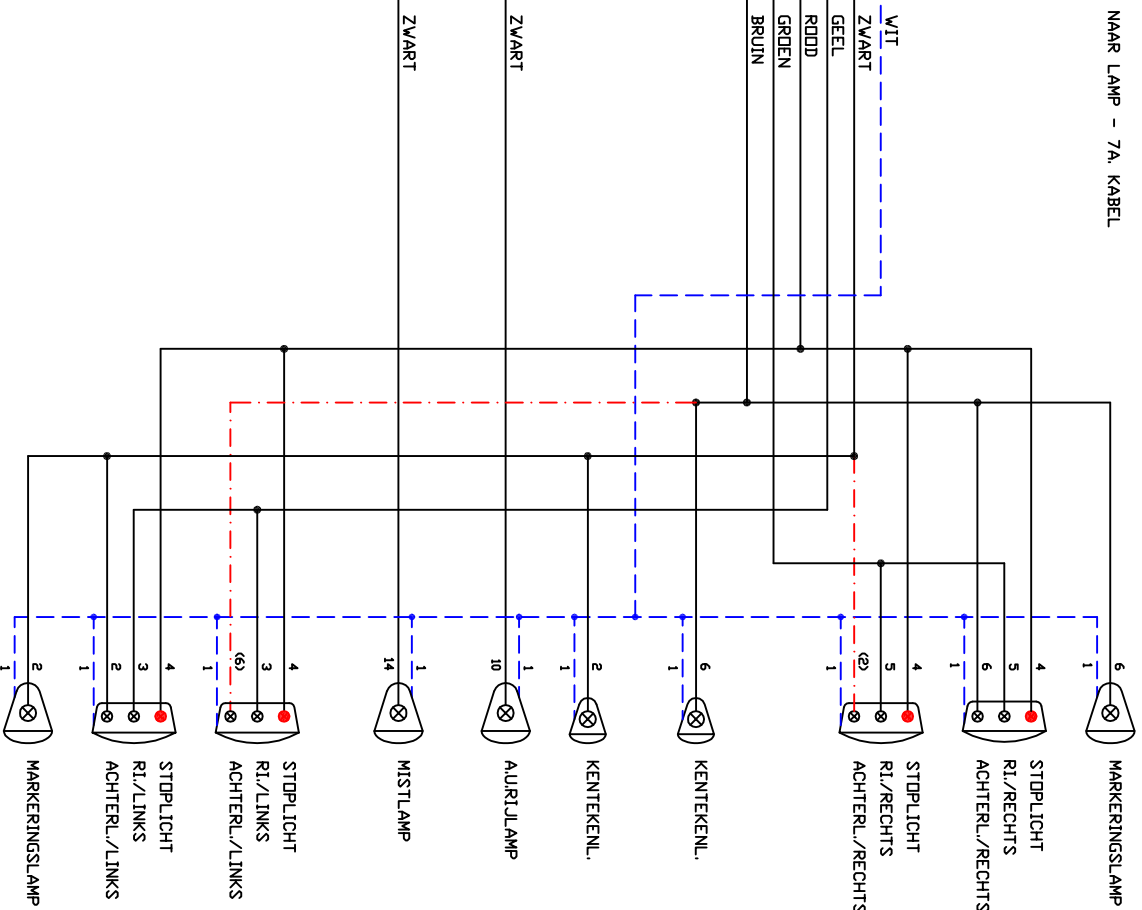 NAAR LAMP - 7A. KABEL
WIT
ZWART
GEEL
ROOD
GROEN
BRUIN
ZWART
ZWART
6
1
4
5
6
1
4
5
(2)
1
6
1
2
1
1
10
1
14
4
3
(6)
1
4
3
2
1
2
1
MARKERINGSLAMP
STOPLICHT
RI./RECHTS
ACHTERL./RECHTS
STOPLICHT
RI./RECHTS
ACHTERL./RECHTS
KENTEKENL.
KENTEKENL.
A.U.RIJLAMP
MISTLAMP
STOPLICHT
RI./LINKS
ACHTERL./LINKS
STOPLICHT
RI./LINKS
ACHTERL./LINKS
MARKERINGSLAMP